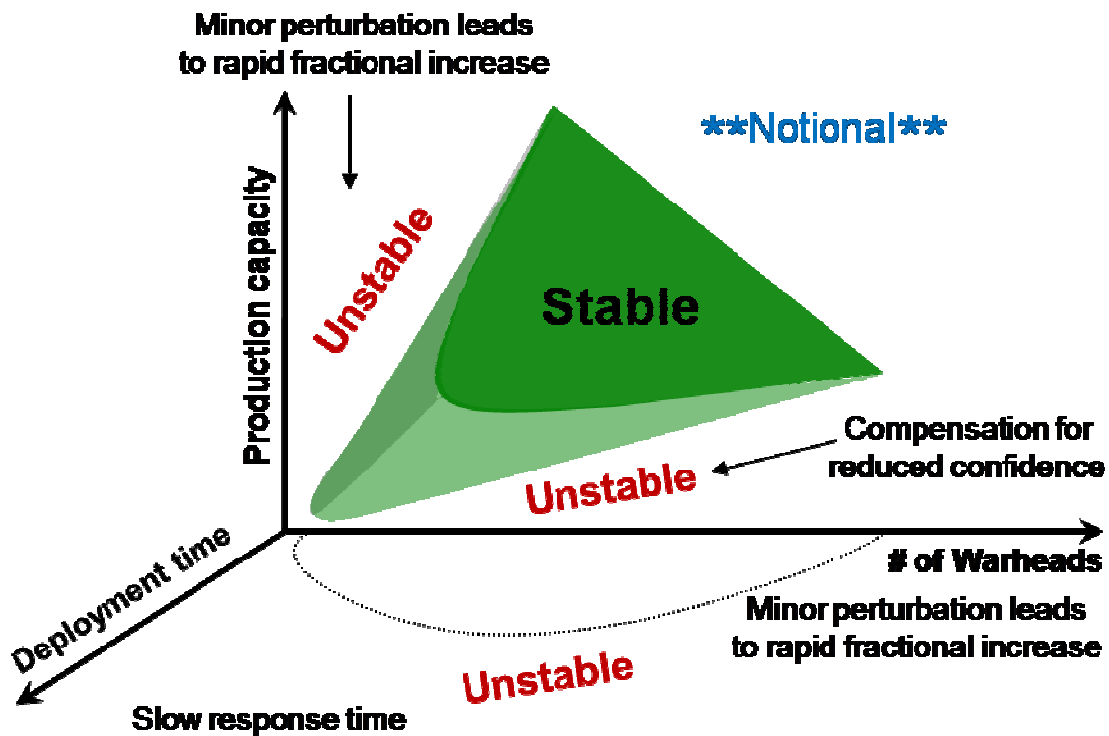 Minor perturbation leads
to rapid fractional increase
**Notional**
Production capacity
Unstable
Stable
Compensation for
reduced confidence
Unstable
Deployment time
# of Warheads
Minor perturbation leads
to rapid fractional increase
Unstable
Slow response time